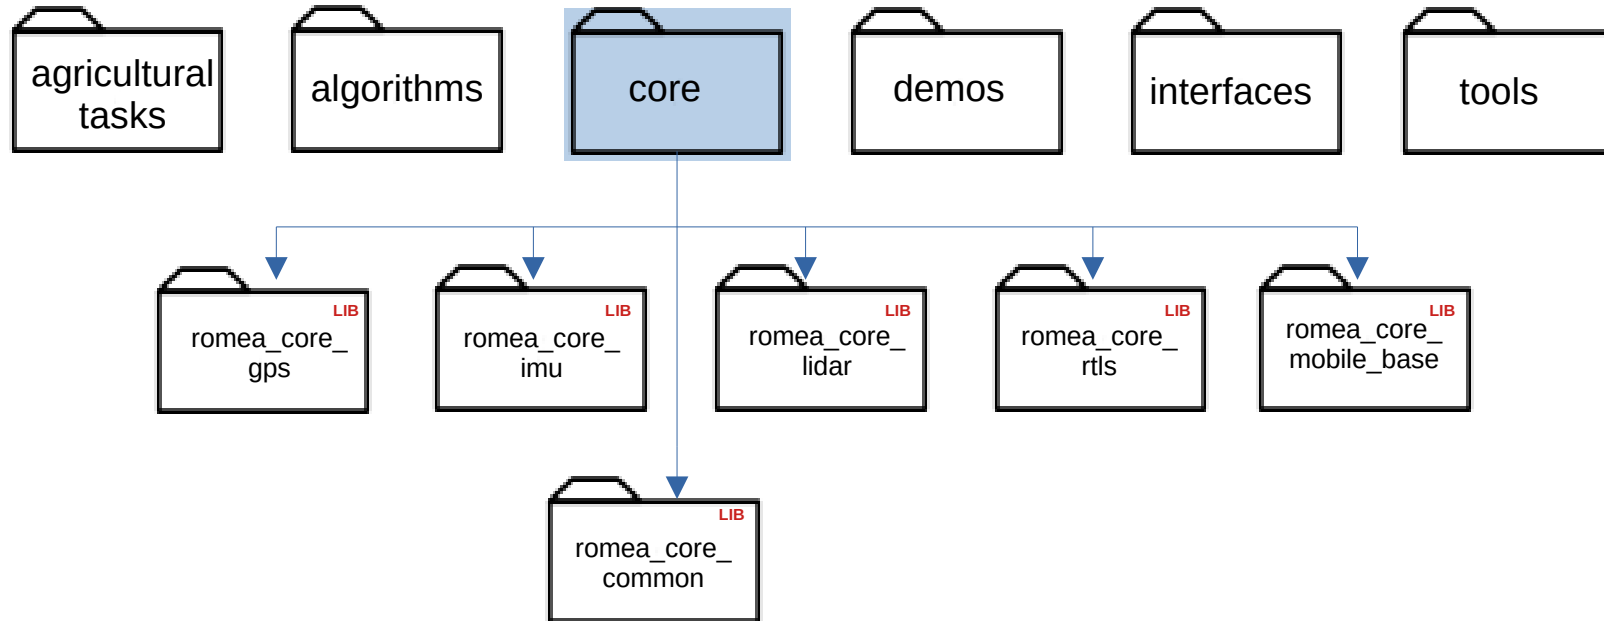 agricultural
tasks
algorithms
core
demos
interfaces
tools
LIB
romea_core_
gps
LIB
romea_core_
imu
LIB
romea_core_
lidar
LIB
romea_core_
rtls
LIB
romea_core_
mobile_base
LIB
romea_core_
common